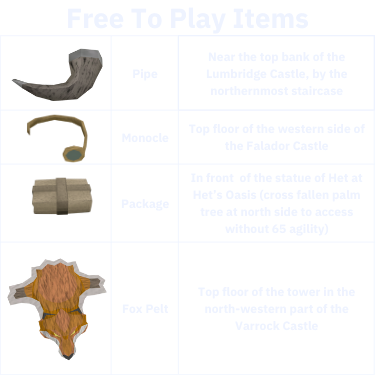 Free To Play Items
Pipe
Near the top bank of the
Lumbridge Castle, by the
northernmost staircase
Monocle
Top floor of the western side of
the Falador Castle
Package
In front of the statue of Het at
Het's Oasis (cross fallen palm
tree at north side to access
without 65 agility)
Fox Pelt
Top floor of the tower in the
north-western part of the
Varrock Castle